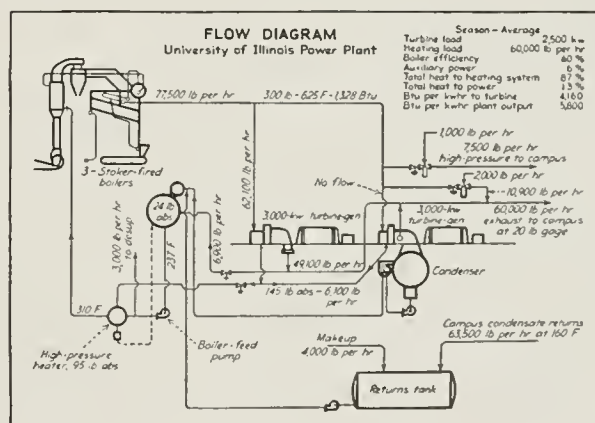 FLOW DIAGRAM
University of Illinois Power Plant
Season - Average
Turbine load 2,500 kw
Heating load 60,000 lb per hr
Boiler efficiency 80 %
Auxiliary power 6 %
Total heat to heating system 87 %
Total heat to power 13 %
Btu per kwhr to turbine 4,160
Btu per kwhr plant output 5,800
77,500 lb per hr
300 lb - 625 F - 1,328 Btu
3 - Stoker-fired
boilers
62,100 lb per hr
No flow
1,000 lb per hr
7,500 lb per hr
high-pressure to campus
2,000 lb per hr
10,900 lb per hr
60,000 lb per hr
exhaust to campus
at 20 lb gage
24 lb
abs
3,000 lb per hr
to desup
237 F
6,900 lb per hr
3,000-kw turbine-gen
3,000-kw
turbine-gen
49,100 lb per hr
Condenser
145 lb abs - 6,100 lb
per hr
310 F
High-pressure
heater, 95 lb abs
Boiler-feed
pump
Makeup
4,000 lb per hr
Campus condensate returns
63,500 lb per hr at 160 F
Returns tank